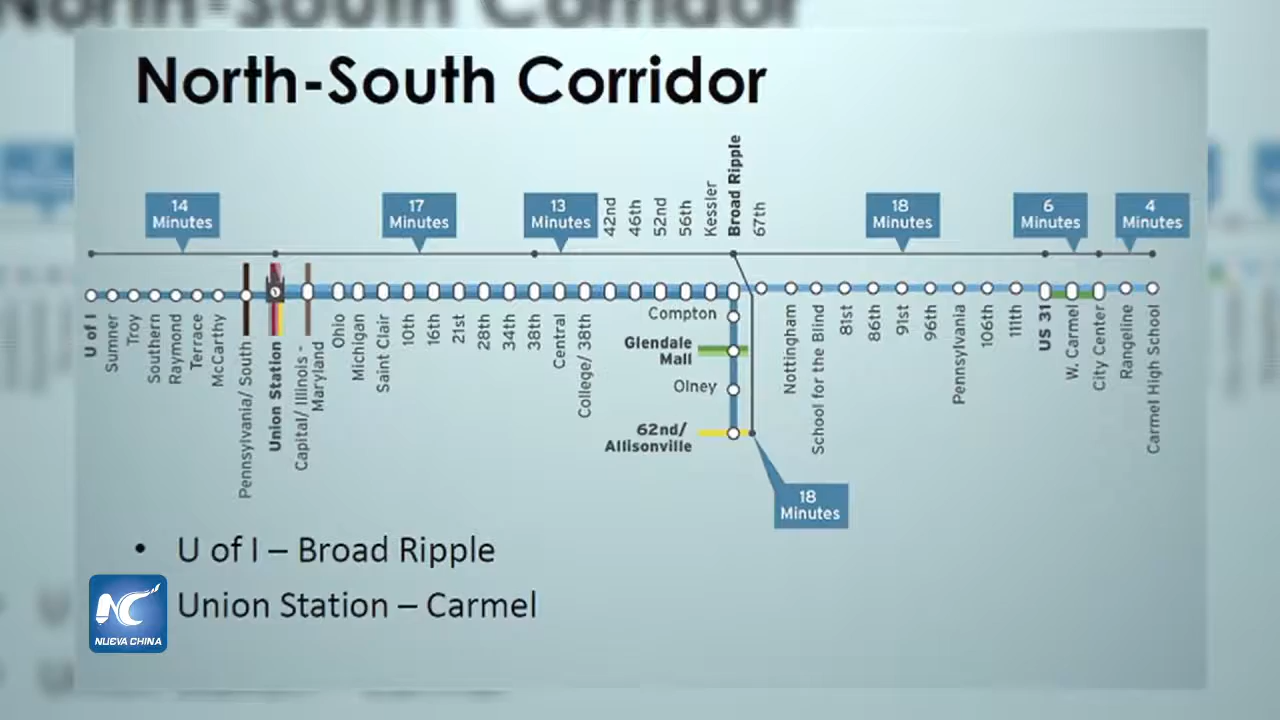 North-South Corridor
North-South Corridor
14
Minutes
17
Minutes
13
Minutes
42nd
46th
52nd
56th
Kessler
Broad Ripple
67th
18
Minutes
6
Minutes
4
Minutes
U of I
Sumner
Troy
Southern
Raymond
Terrace
McCarthy
Pennsylvania/ South
Union Station
Capital/ Illinois -
Maryland
Ohio
Michigan
Saint Clair
10th
16th
21st
28th
34th
38th
Central
College/ 38th
Compton
Glendale
Mall
Olney
62nd/
Allisonville
Nottingham
School for the Blind
81st
86th
91st
96th
Pennsylvania
106th
111th
US 31
W. Carmel
City Center
Rangeline
Carmel High School
18
Minutes
• U of I – Broad Ripple
Union Station – Carmel
NC
NUEVA CHINA